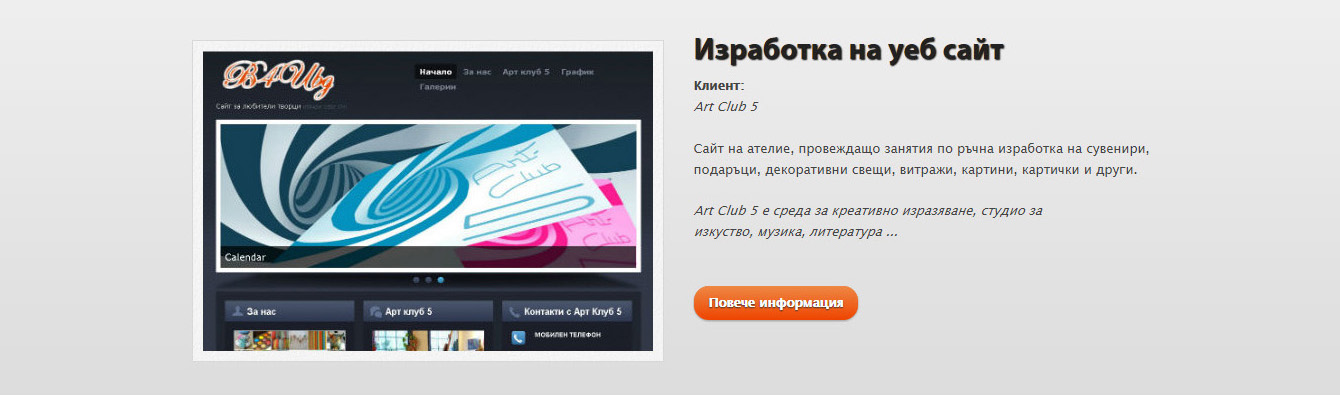 B4Ubg
Сайт за любители творци
Начало За нас Арт клуб 5 График
Галерии
Art
Club
Calendar
За нас
Арт клуб 5
Контакти с Арт Клуб 5
МОБИЛЕН ТЕЛЕФОН
Изработка на уеб сайт
Клиент:
Art Club 5
Сайт на ателие, провеждащо занятия по ръчна изработка на сувенири,
подаръци, декоративни свещи, витражи, картини, картички и други.
Art Club 5 е среда за креативно изразяване, студио за
изкуство, музика, литература ...
Повече информация